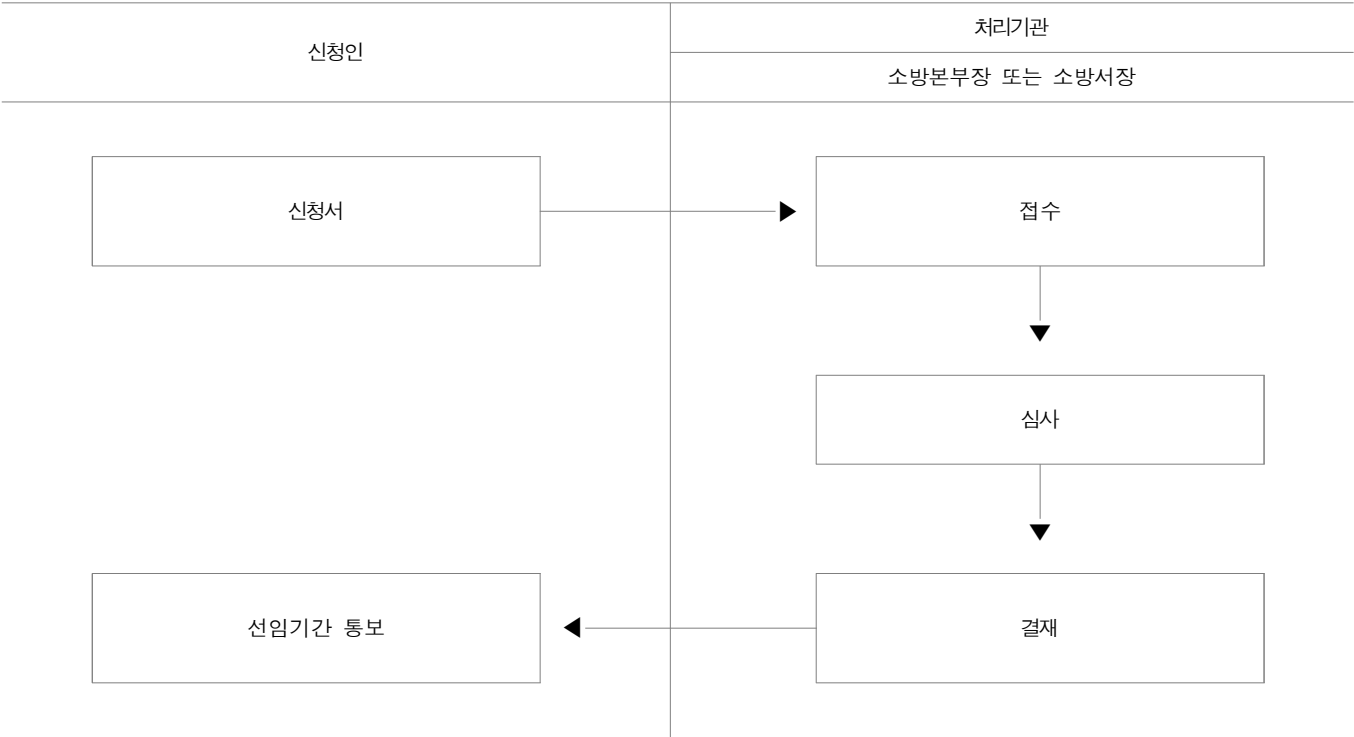 신청인
처리기관
소방본부장 또는 소방서장
신청서
접수
심사
선임기간 통보
결재